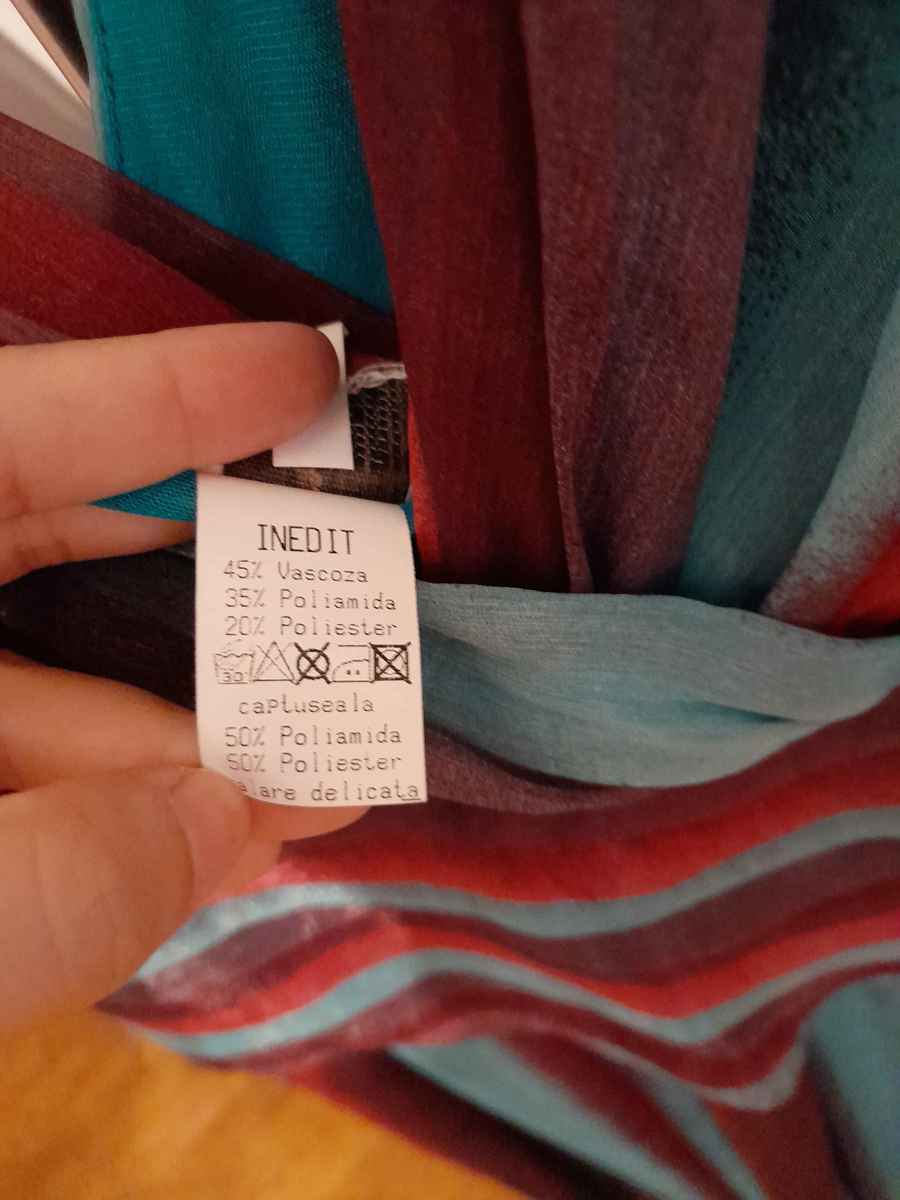 INEDIT
45% Vascoza
35% Poliamida
20% Poliester
30
captuseala
50% Poliamida
50% Poliester
delicata